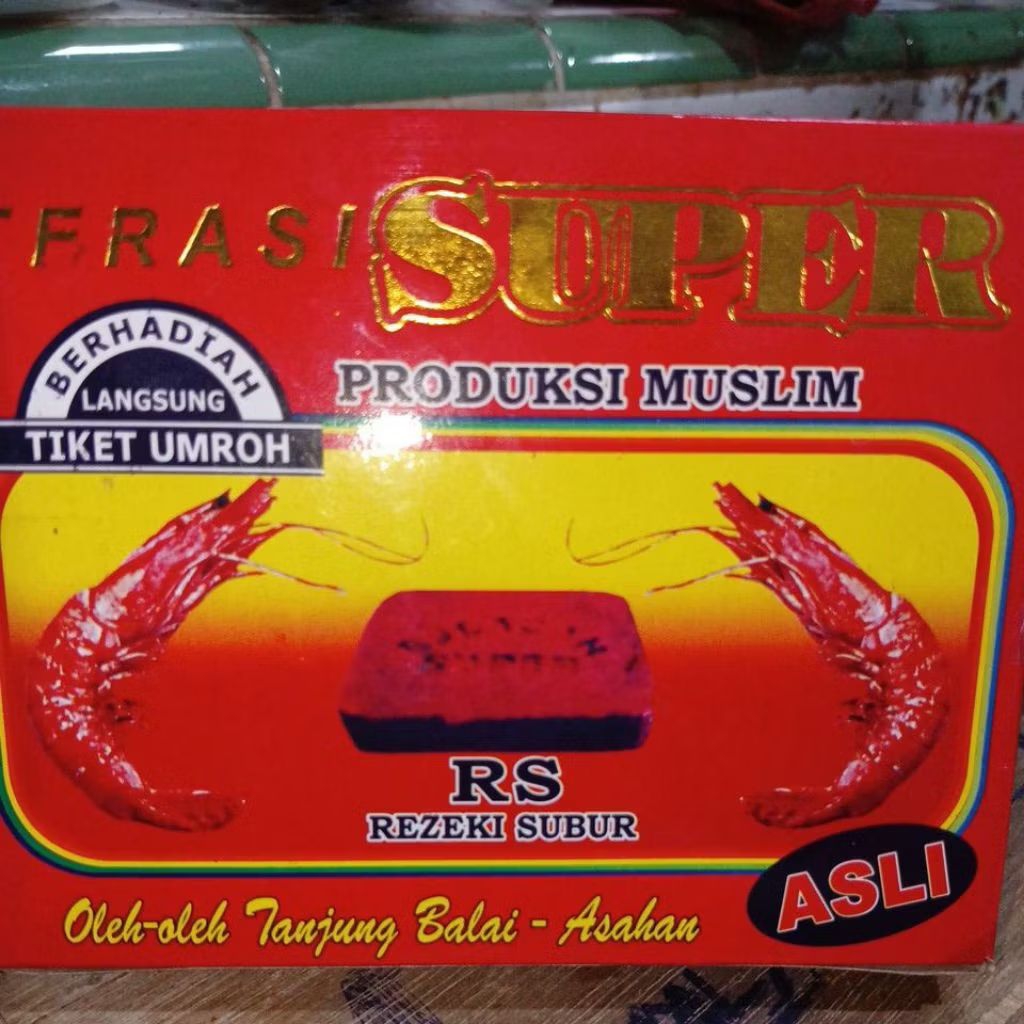 TERASI SUPER
BERHADIAH
LANGSUNG
TIKET UMROH
PRODUKSI MUSLIM
RS
REZEKI SUBUR
ASLI
Oleh-oleh Tanjung Balai - Asahan